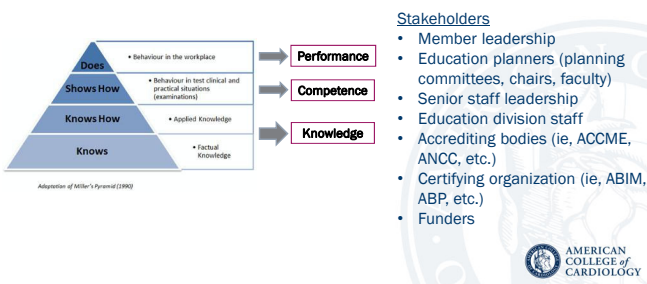 Does
• Behaviour in the workplace
Performance
Shows How
• Behaviour in test clinical and
practical situations
(examinations)
Competence
Knows How
• Applied Knowledge
Knowledge
Knows
• Factual
Knowledge
Adaptation of Miller's Pyramid (1990)
Stakeholders
• Member leadership
• Education planners (planning
committees, chairs, faculty)
• Senior staff leadership
• Education division staff
• Accrediting bodies (ie, ACCME,
ANCC, etc.)
• Certifying organization (ie, ABIM,
ABP, etc.)
• Funders
AMERICAN
COLLEGE of
CARDIOLOGY